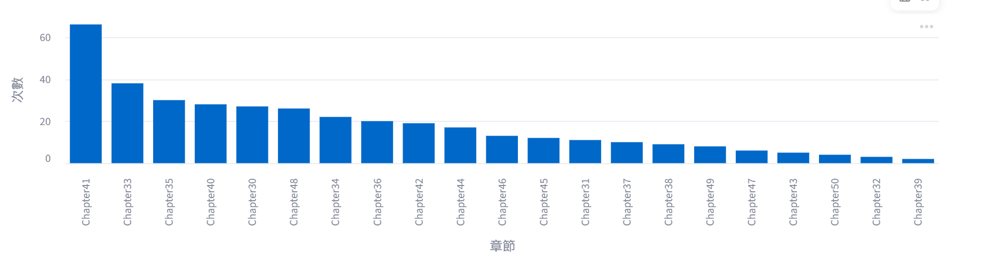 60
40
20
0
次數
Chapter41
Chapter33
Chapter35
Chapter40
Chapter30
Chapter48
Chapter34
Chapter36
Chapter42
Chapter44
Chapter46
Chapter45
Chapter31
Chapter37
Chapter38
Chapter49
Chapter47
Chapter43
Chapter50
Chapter32
Chapter39
章節